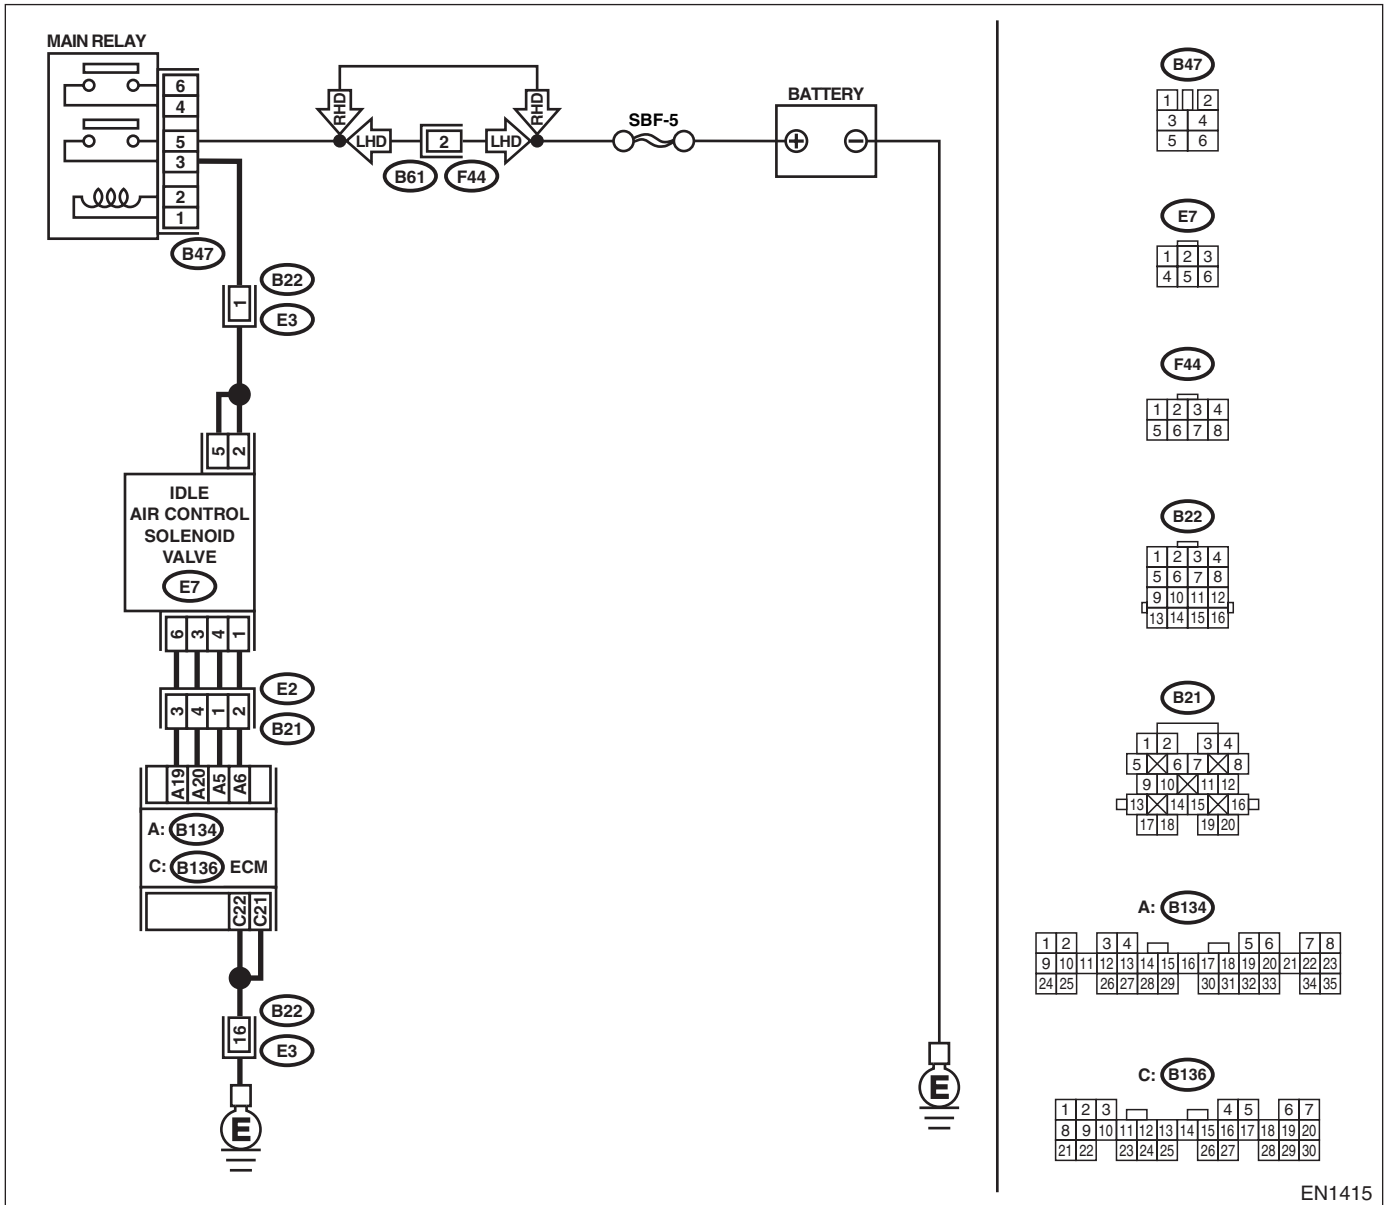 MAIN RELAY
6
4
5
3
2
1
B47
RHD
RHD
LHD
2
LHD
B61
F44
SBF-5
BATTERY
+
−
B22
1
E3
5 2
IDLE
AIR CONTROL
SOLENOID
VALVE
E7
6 3 4 1
E2
3 4 1 2
B21
A19 A20 A5 A6
A: B134
C: B136 ECM
C22 C21
B22
16
E3
E
E
B47
1 2
3 4
5 6
E7
1 2 3
4 5 6
F44
1 2 3 4
5 6 7 8
B22
1 2 3 4
5 6 7 8
9 10 11 12
13 14 15 16
B21
1 2 3 4
5 6 7 8
9 10 11 12
13 14 15 16
17 18 19 20
A: B134
1 2 3 4 5 6 7 8
9 10 11 12 13 14 15 16 17 18 19 20 21 22 23
24 25 26 27 28 29 30 31 32 33 34 35
C: B136
1 2 3 4 5 6 7
8 9 10 11 12 13 14 15 16 17 18 19 20
21 22 23 24 25 26 27 28 29 30
EN1415